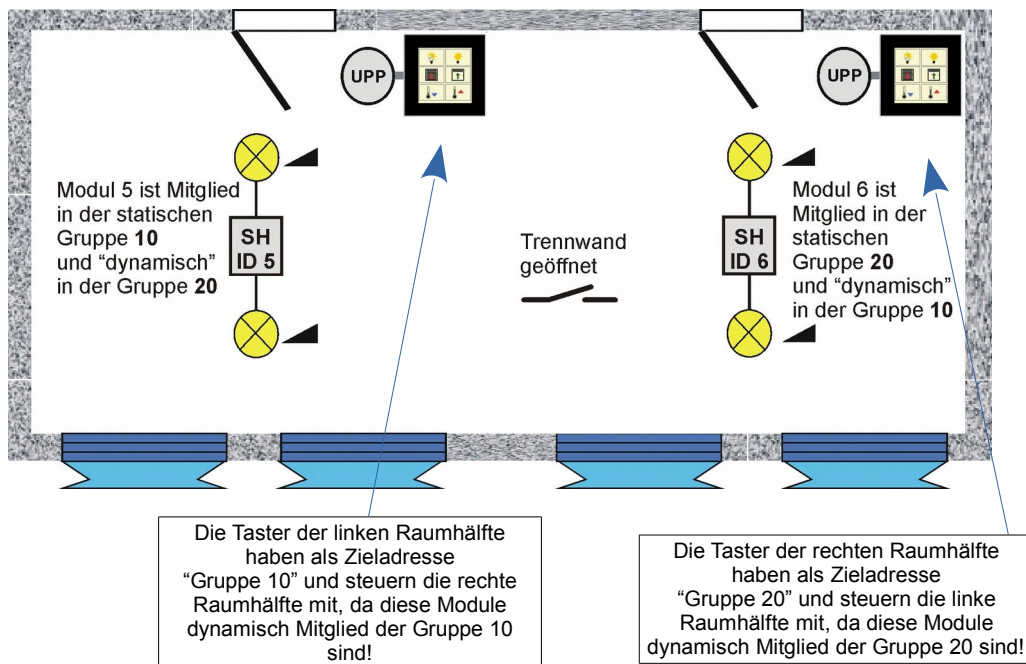 UPP
UPP
Modul 5 ist Mitglied
in der statischen
Gruppe 10
und “dynamisch”
in der Gruppe 20
SH
ID 5
Trennwand
geöffnet
SH
ID 6
Modul 6 ist
Mitglied in der
statischen
Gruppe 20
und “dynamisch”
in der Gruppe 10
Die Taster der linken Raumhälfte
haben als Zieladresse
“Gruppe 10” und steuern die rechte
Raumhälfte mit, da diese Module
dynamisch Mitglied der Gruppe 10
sind!
Die Taster der rechten Raumhälfte
haben als Zieladresse
“Gruppe 20” und steuern die linke
Raumhälfte mit, da diese Module
dynamisch Mitglied der Gruppe 20 sind!